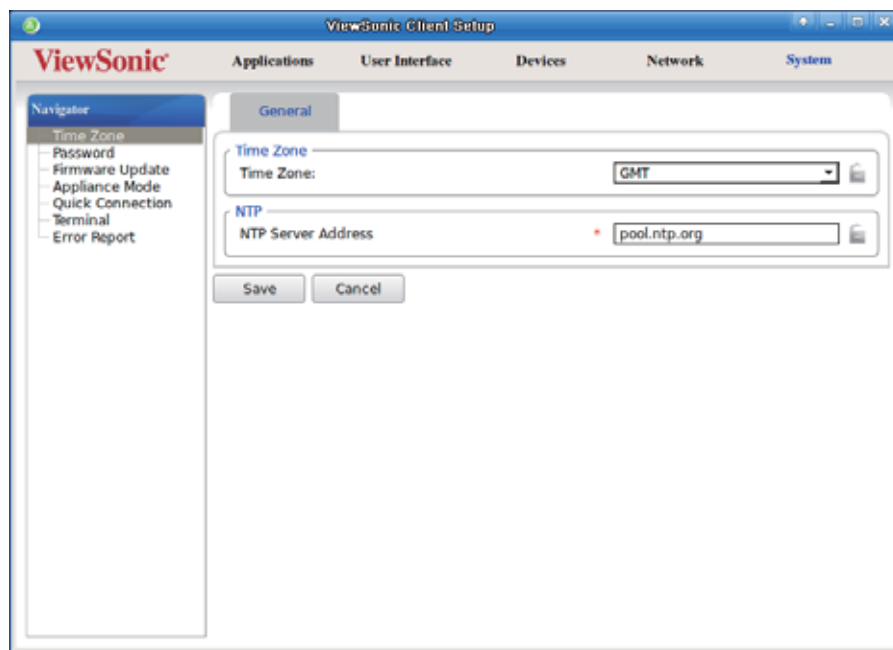 ViewSonic Client Setup
ViewSonic®
Applications User Interface Devices Network System
Navigator
Time Zone
Password
Firmware Update
Appliance Mode
Quick Connection
Terminal
Error Report
General
Time Zone
Time Zone: GMT
NTP
NTP Server Address * pool.ntp.org
Save Cancel